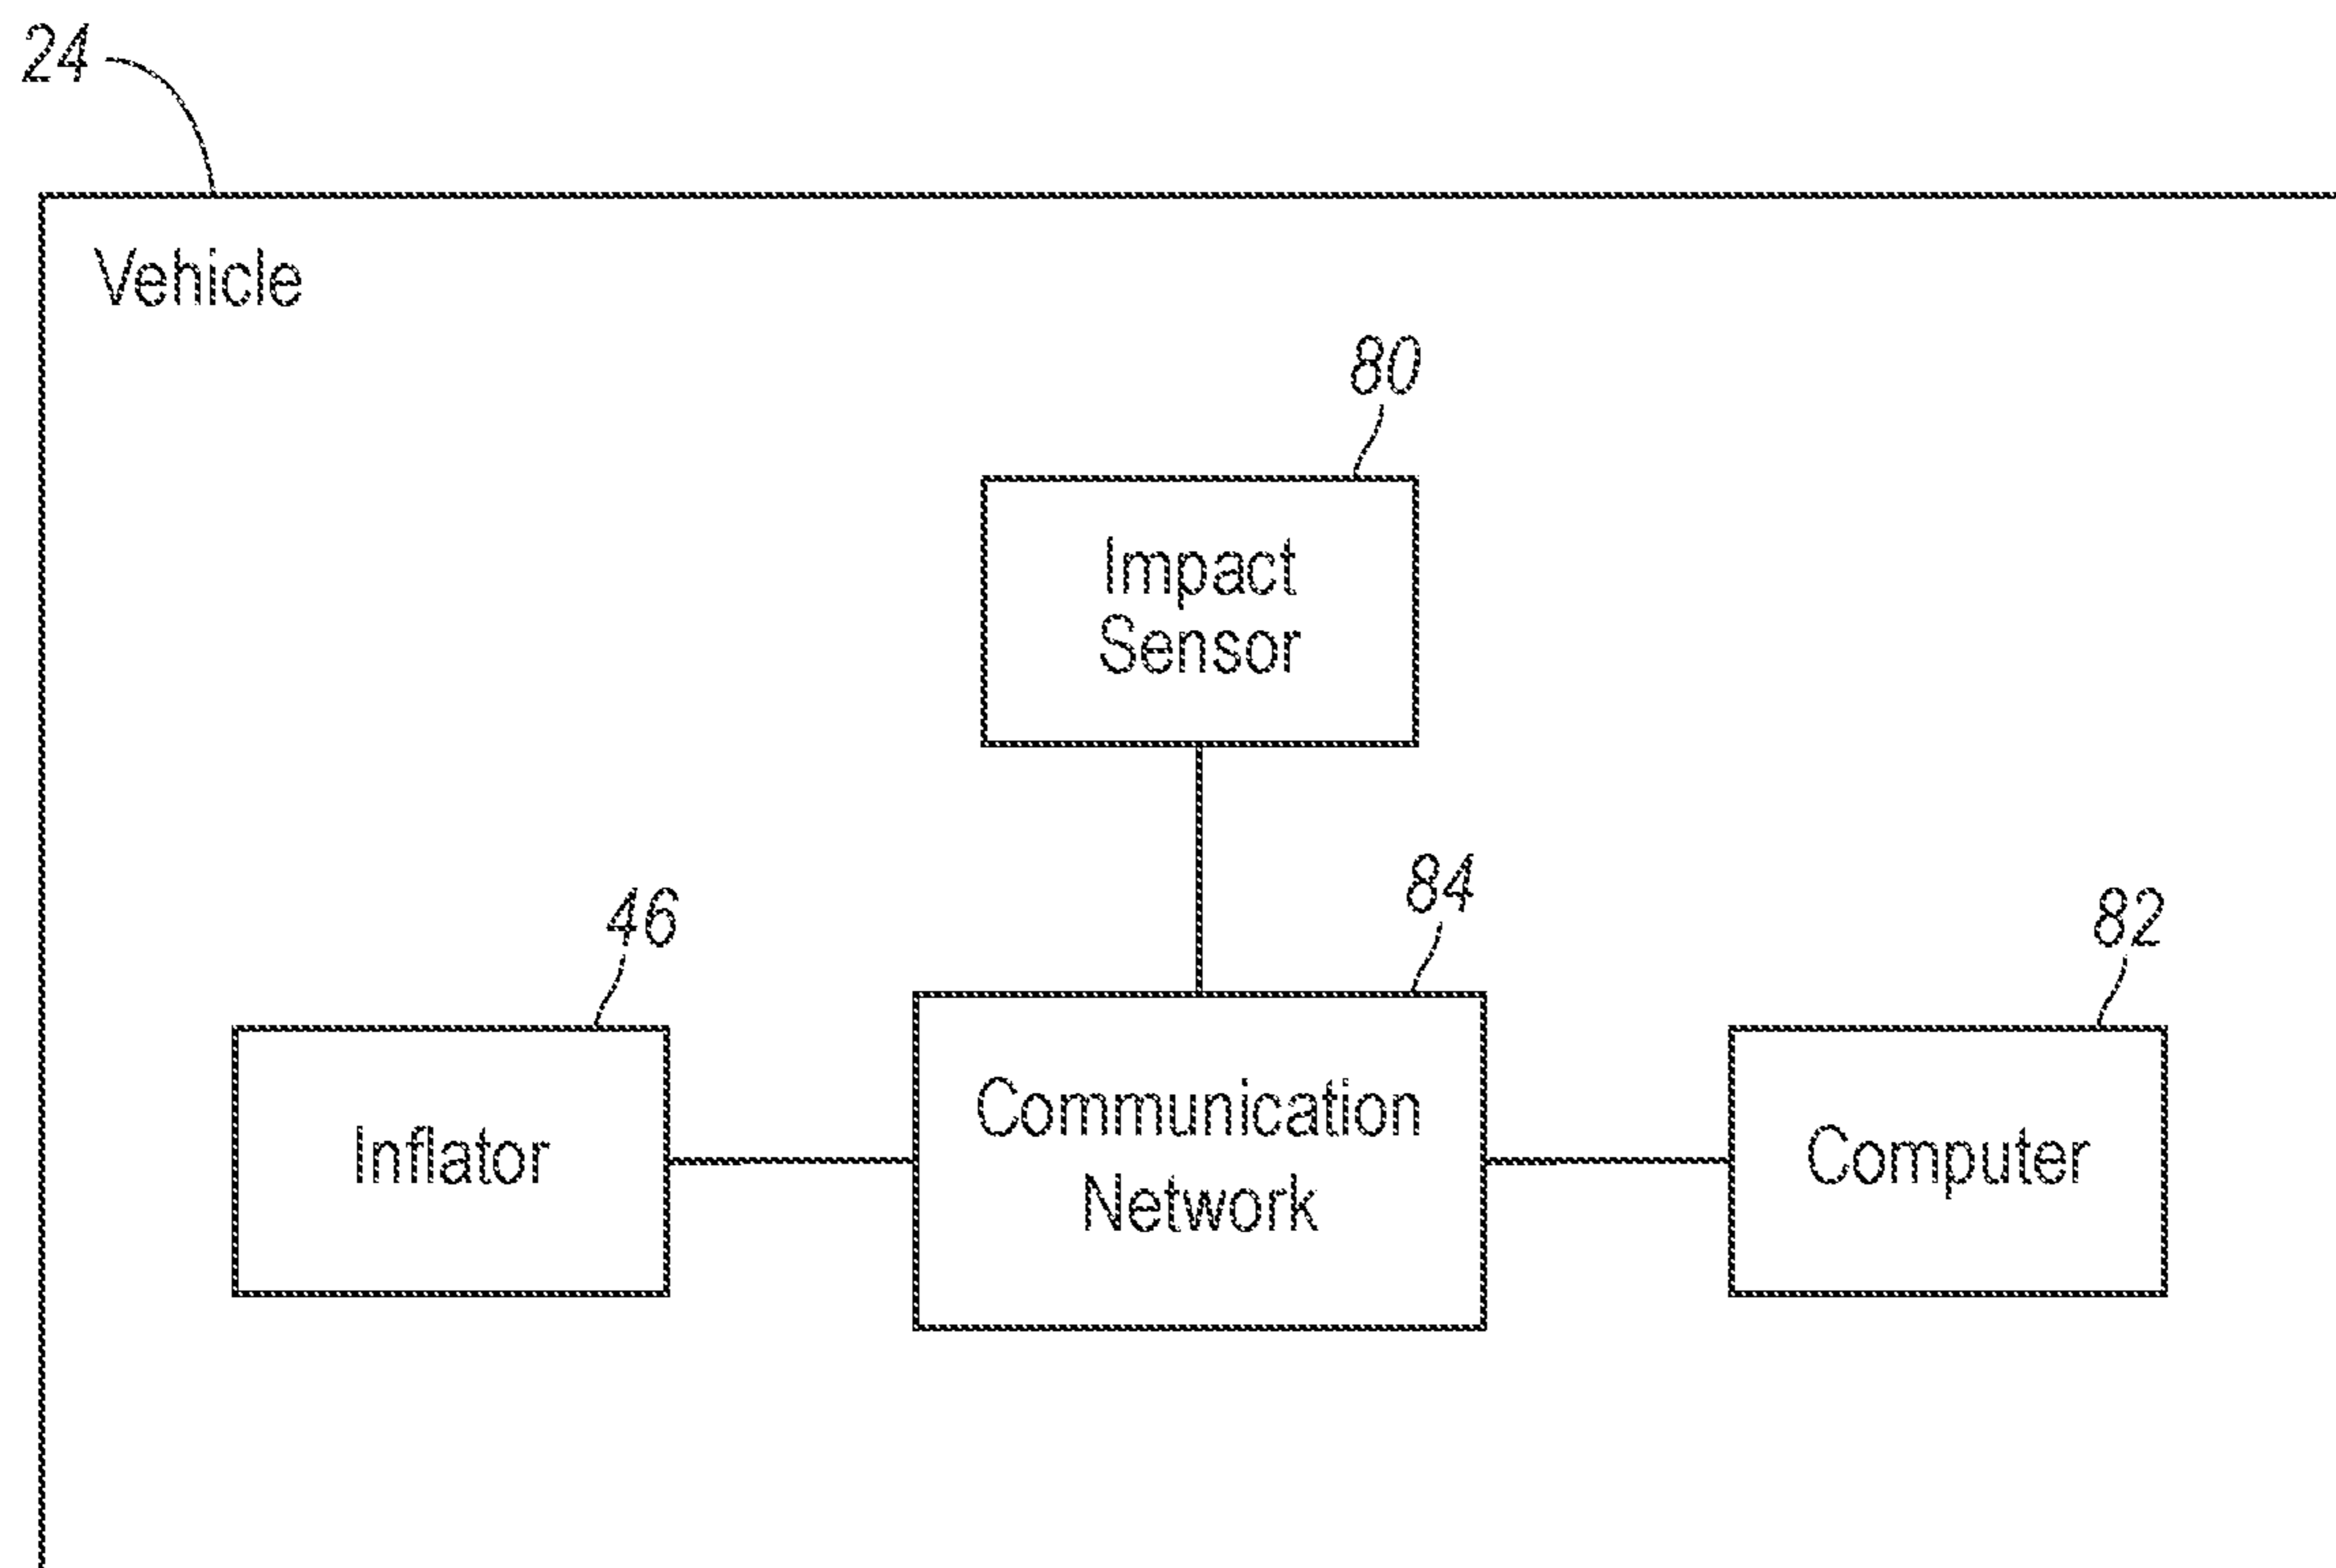 24
Vehicle
80
Impact
Sensor
84
46
82
Communication
Network
Inflator
Computer